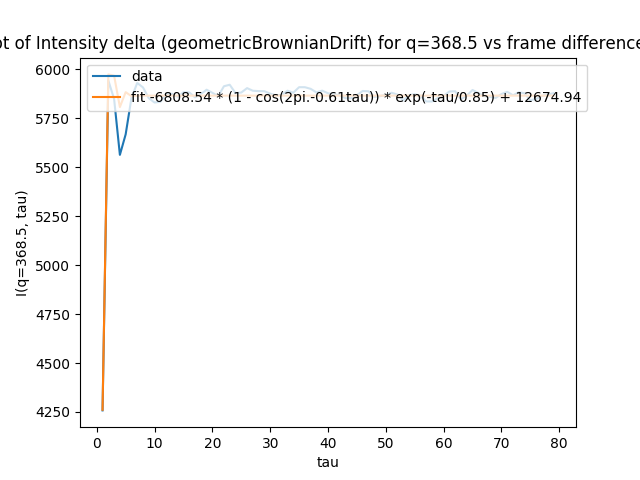 ot of Intensity delta (geometricBrownianDrift) for q=368.5 vs frame difference
data
fit -6808.54 * (1 - cos(2pi.-0.61tau)) * exp(-tau/0.85) + 12674.94
6000
5750
5500
5250
5000
4750
4500
4250
I(q=368.5, tau)
0 10 20 30 40 50 60 70 80
tau